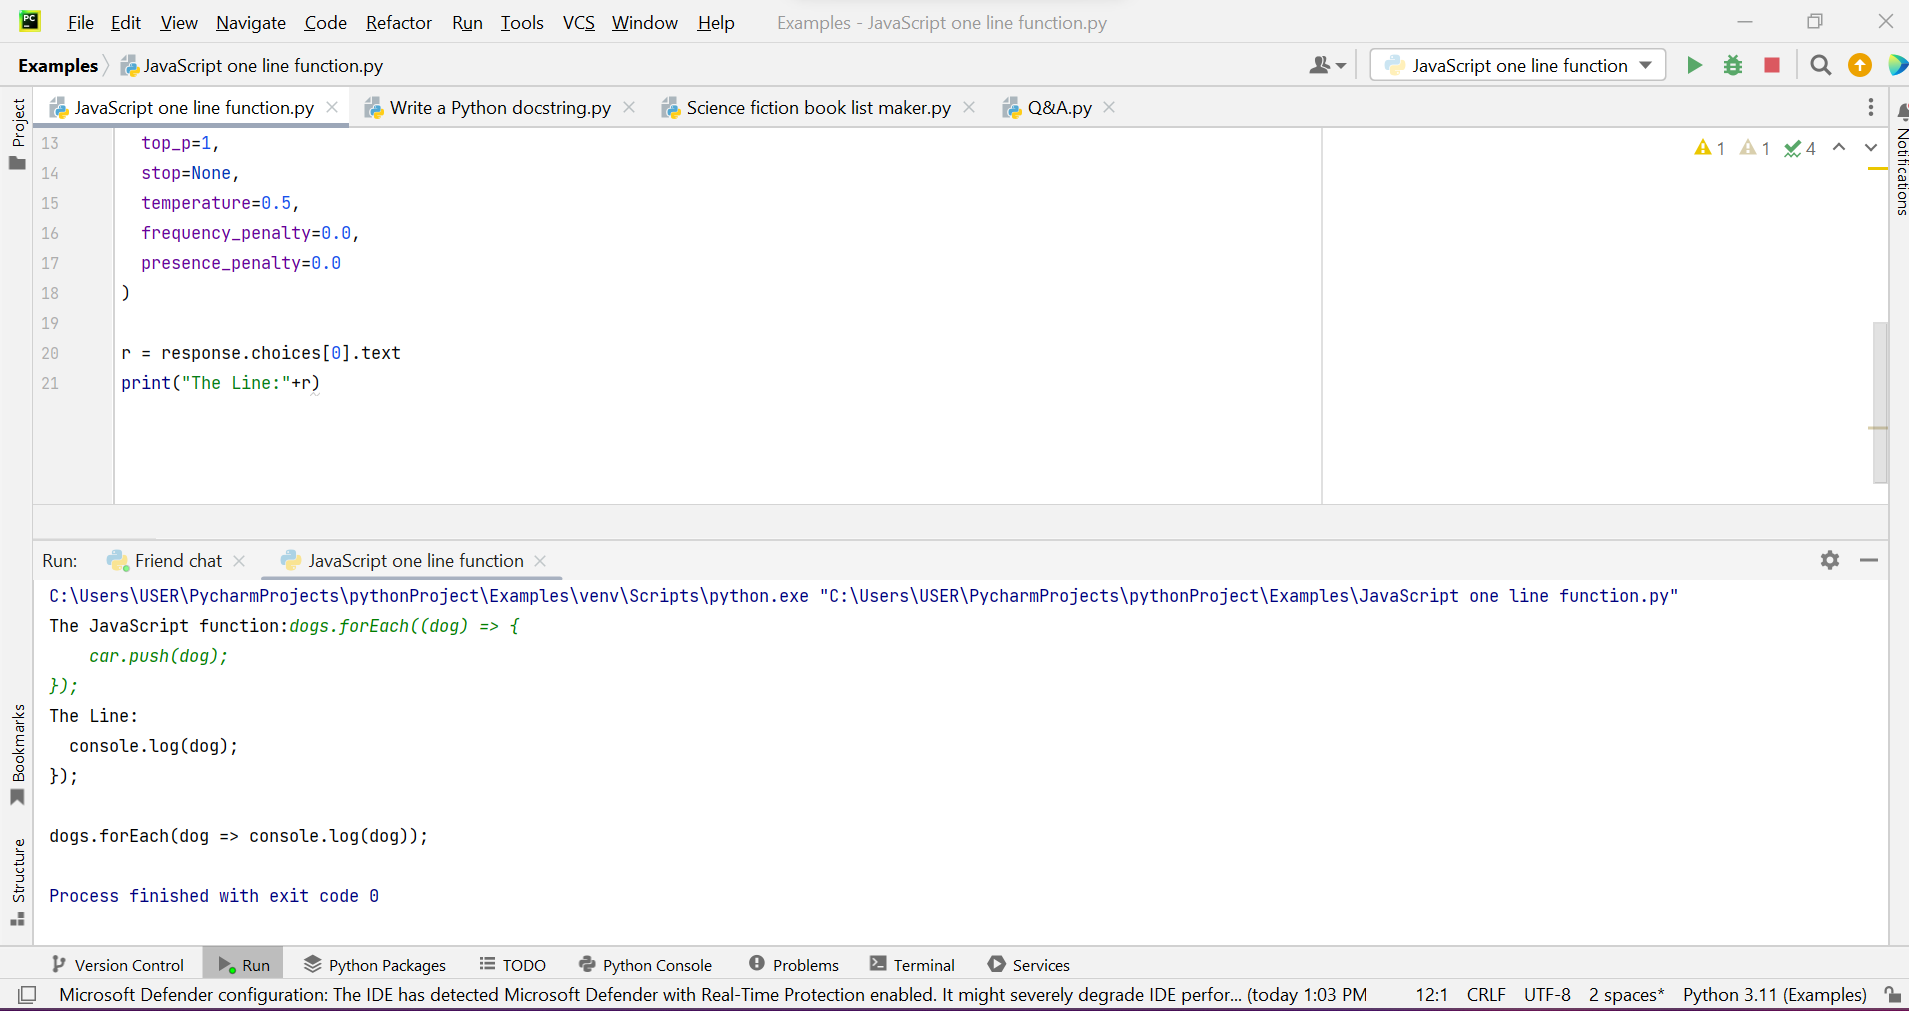 PC
File Edit View Navigate Code Refactor Run Tools VCS Window Help Examples - JavaScript one line function.py
Examples JavaScript one line function.py JavaScript one line function
JavaScript one line function.py Write a Python docstring.py Science fiction book list maker.py Q&A.py
Project
Notifications
1 1 4
13 top_p=1,
14 stop=None,
15 temperature=0.5,
16 frequency_penalty=0.0,
17 presence_penalty=0.0
18 )
19
20 r = response.choices[0].text
21 print("The Line:"+r)
Run: Friend chat JavaScript one line function
C:\Users\USER\PycharmProjects\pythonProject\Examples\venv\Scripts\python.exe "C:\Users\USER\PycharmProjects\pythonProject\Examples\JavaScript one line function.py"
The JavaScript function:dogs.forEach((dog) => {
    car.push(dog);
});
The Line:
  console.log(dog);
});
dogs.forEach(dog => console.log(dog));
Process finished with exit code 0
Bookmarks
Structure
Version Control Run Python Packages TODO Python Console Problems Terminal Services
Microsoft Defender configuration: The IDE has detected Microsoft Defender with Real-Time Protection enabled. It might severely degrade IDE perfor... (today 1:03 PM 12:1 CRLF UTF-8 2 spaces* Python 3.11 (Examples)